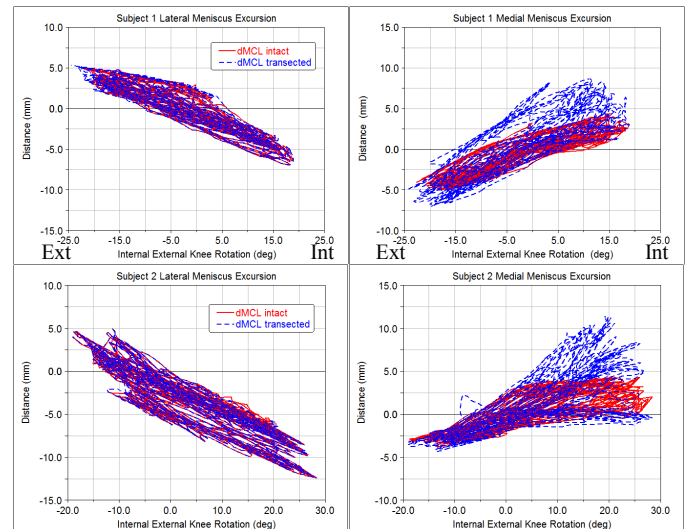 Subject 1 Lateral Meniscus Excursion
10.0
5.0
0.0
-5.0
-10.0
-15.0
Distance (mm)
dMCL intact
dMCL transected
-25.0 -15.0 -5.0 5.0 15.0 25.0
Ext Internal External Knee Rotation (deg) Int
Subject 1 Medial Meniscus Excursion
15.0
10.0
5.0
0.0
-5.0
-10.0
Distance (mm)
-25.0 -15.0 -5.0 5.0 15.0 25.0
Ext Internal External Knee Rotation (deg) Int
Subject 2 Lateral Meniscus Excursion
10.0
5.0
0.0
-5.0
-10.0
-15.0
Distance (mm)
dMCL intact
dMCL transected
-20.0 -10.0 0.0 10.0 20.0 30.0
Internal External Knee Rotation (deg)
Subject 2 Medial Meniscus Excursion
15.0
10.0
5.0
0.0
-5.0
-10.0
Distance (mm)
-20.0 -10.0 0.0 10.0 20.0 30.0
Internal External Knee Rotation (deg)